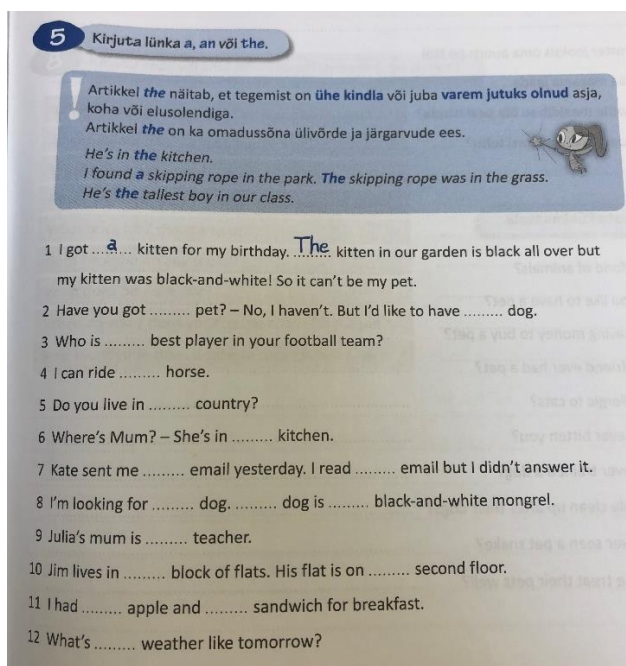 5 Kirjuta lünka a, an või the.
! Artikkel the näitab, et tegemist on ühe kindla või juba varem jutuks olnud asja,
koha või elusolendiga.
Artikkel the on ka omadussõna ülivõrde ja järgarvude ees.
He's in the kitchen.
I found a skipping rope in the park. The skipping rope was in the grass.
He's the tallest boy in our class.
1 I got ...a... kitten for my birthday. ...The... kitten in our garden is black all over but
my kitten was black-and-white! So it can't be my pet.
2 Have you got ......... pet? – No, I haven't. But I'd like to have ......... dog.
3 Who is ......... best player in your football team?
4 I can ride ......... horse.
5 Do you live in ......... country?
6 Where's Mum? – She's in ......... kitchen.
7 Kate sent me ......... email yesterday. I read ......... email but I didn't answer it.
8 I'm looking for ......... dog. ......... dog is ......... black-and-white mongrel.
9 Julia's mum is ......... teacher.
10 Jim lives in ......... block of flats. His flat is on ......... second floor.
11 I had ......... apple and ......... sandwich for breakfast.
12 What's ......... weather like tomorrow?